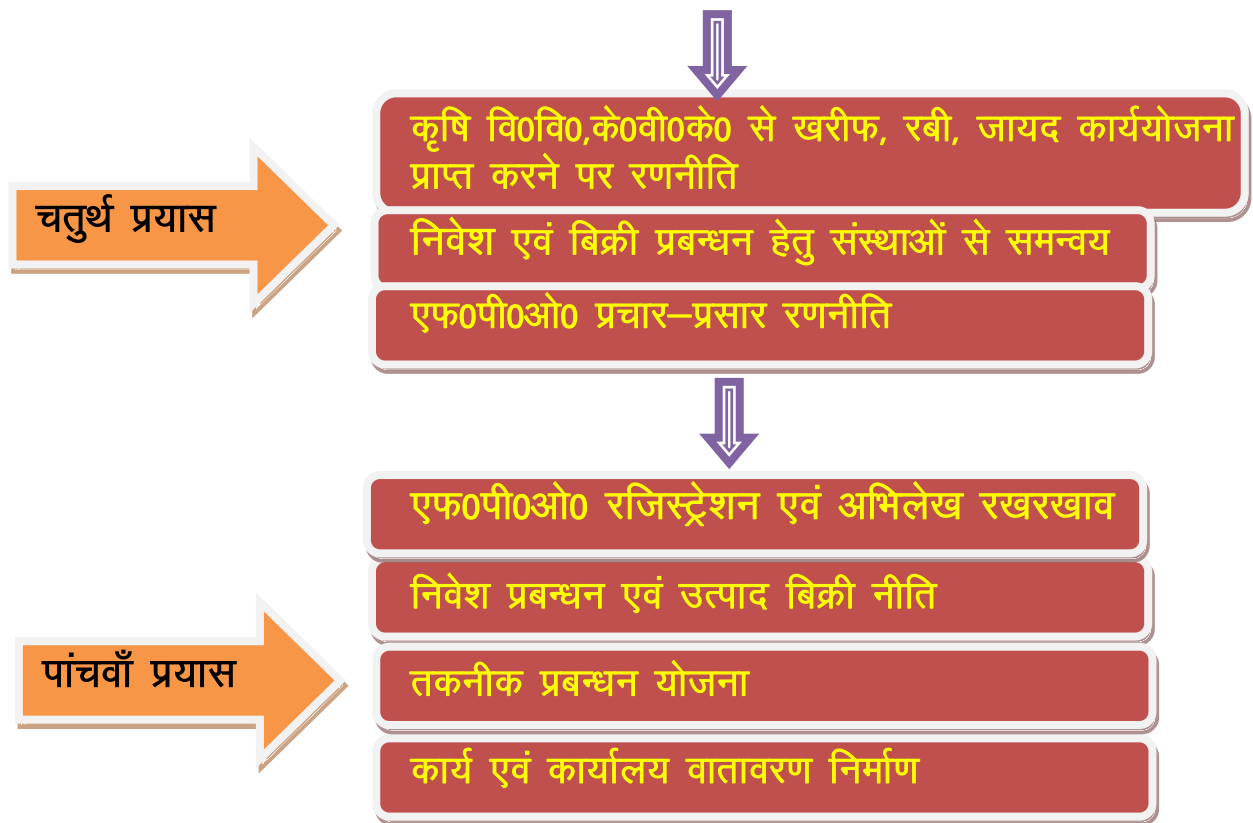 कृषि वि0वि0,के0वी0के0 से खरीफ, रबी, जायद कार्ययोजना
प्राप्त करने पर रणनीति
चतुर्थ प्रयास
निवेश एवं बिक्री प्रबन्धन हेतु संस्थाओं से समन्वय
एफ0पी0ओ0 प्रचार–प्रसार रणनीति
एफ0पी0ओ0 रजिस्ट्रेशन एवं अभिलेख रखरखाव
निवेश प्रबन्धन एवं उत्पाद बिक्री नीति
पांचवाँ प्रयास
तकनीक प्रबन्धन योजना
कार्य एवं कार्यालय वातावरण निर्माण